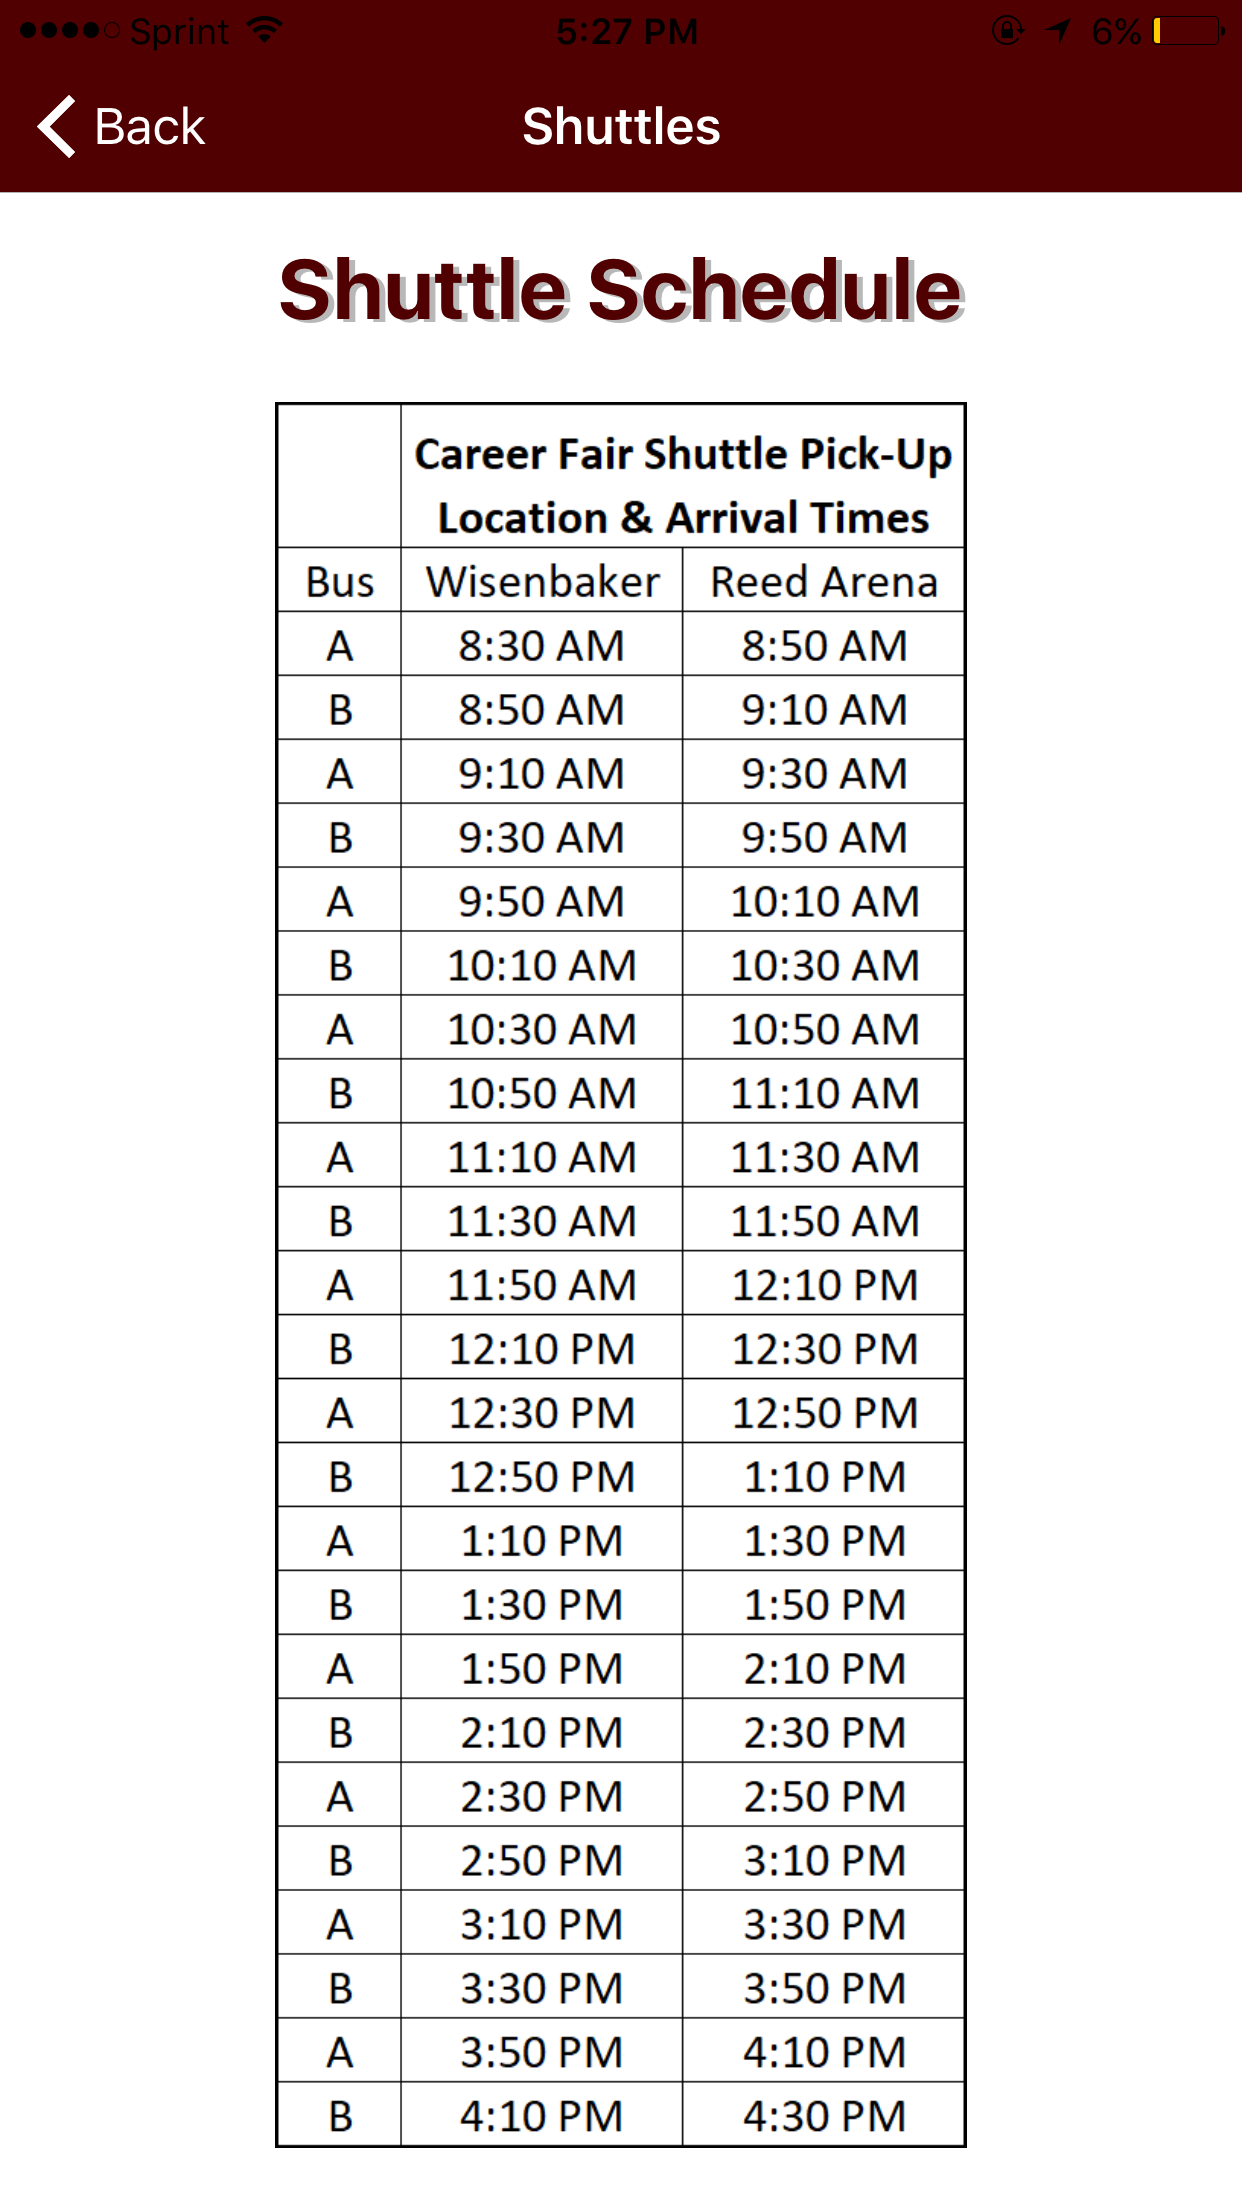 Sprint 5:27 PM 6%
Back Shuttles
Shuttle Schedule
Career Fair Shuttle Pick-Up
Location & Arrival Times
Bus Wisenbaker Reed Arena
A 8:30 AM 8:50 AM
B 8:50 AM 9:10 AM
A 9:10 AM 9:30 AM
B 9:30 AM 9:50 AM
A 9:50 AM 10:10 AM
B 10:10 AM 10:30 AM
A 10:30 AM 10:50 AM
B 10:50 AM 11:10 AM
A 11:10 AM 11:30 AM
B 11:30 AM 11:50 AM
A 11:50 AM 12:10 PM
B 12:10 PM 12:30 PM
A 12:30 PM 12:50 PM
B 12:50 PM 1:10 PM
A 1:10 PM 1:30 PM
B 1:30 PM 1:50 PM
A 1:50 PM 2:10 PM
B 2:10 PM 2:30 PM
A 2:30 PM 2:50 PM
B 2:50 PM 3:10 PM
A 3:10 PM 3:30 PM
B 3:30 PM 3:50 PM
A 3:50 PM 4:10 PM
B 4:10 PM 4:30 PM